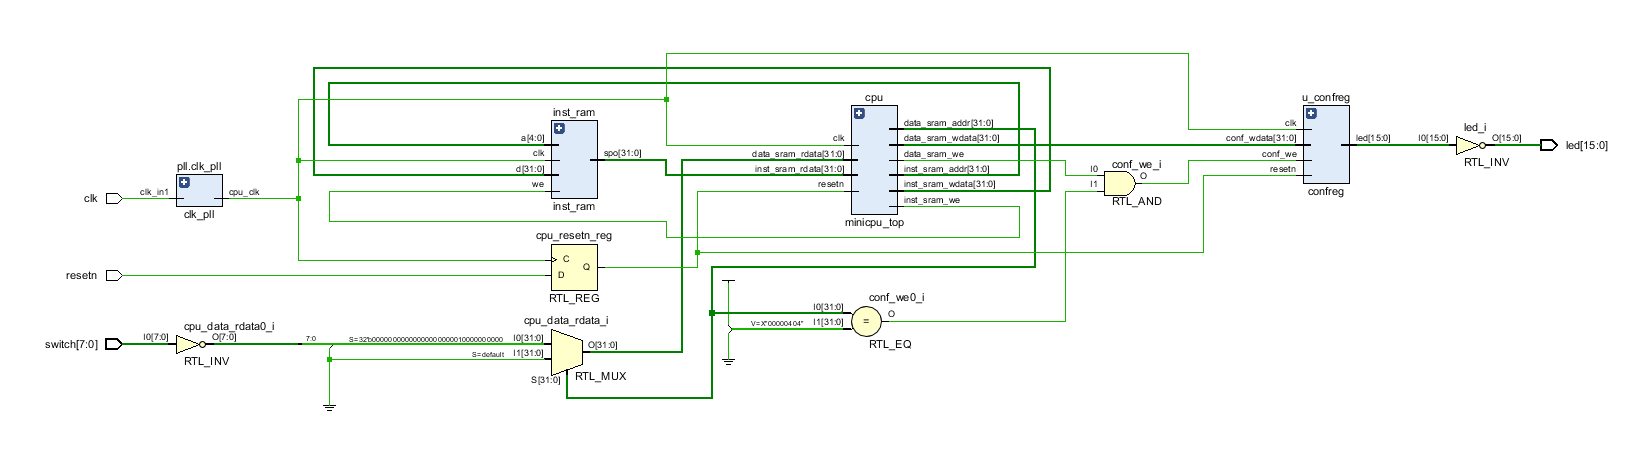 cpu
u_confreg
inst_ram
data_sram_addr[31:0]
clk
led_i
a[4:0]
clk
data_sram_wdata[31:0]
conf_wdata[31:0]
led[15:0]
I0[15:0]
O[15:0]
led[15:0]
clk
spo[31:0]
data_sram_rdata[31:0]
data_sram_we
conf_we
RTL_INV
pll.clk_pll
d[31:0]
inst_sram_rdata[31:0]
inst_sram_addr[31:0]
conf_we_i
I0
O
resetn
we
resetn
inst_sram_wdata[31:0]
I1
confreg
clk
clk_in1
cpu_clk
inst_sram_we
RTL_AND
clk_pll
inst_ram
minicpu_top
cpu_resetn_reg
C
Q
resetn
D
RTL_REG
conf_we0_i
cpu_data_rdata0_i
cpu_data_rdata_i
I0[31:0]
O
V=X"00000404"
I1[31:0]
=
switch[7:0]
I0[7:0]
O[7:0]
7:0
I0[31:0]
RTL_EQ
S=default
I1[31:0]
O[31:0]
RTL_INV
S[31:0]
RTL_MUX